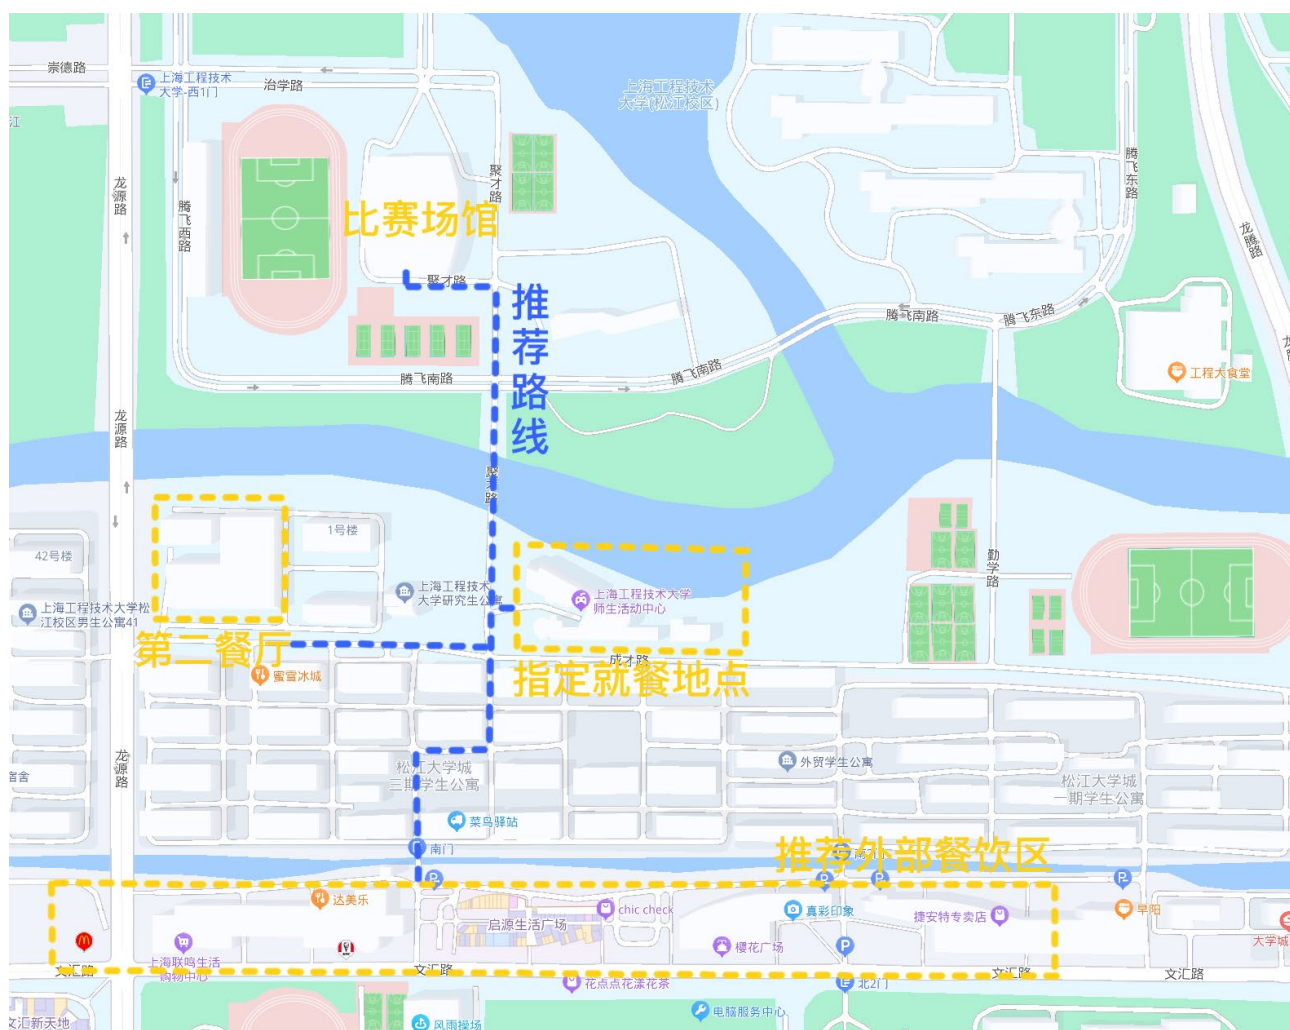 崇德路
上海工程技术
大学-西1门
治学路
上海工程技术
大学(松江校区)
江
龙源路
腾飞西路
聚才路
腾飞东路
龙腾路
比赛场馆
聚才路
推荐路线
腾飞南路
腾飞东路
腾飞南路
腾飞南路
工程大食堂
龙源路
聚才路
1号楼
42号楼
勤学路
上海工程技术
大学研究生公寓
上海工程技术大学
师生活动中心
上海工程技术大学松
江校区男生公寓41
第二餐厅
成才路
指定就餐地点
蜜雪冰城
龙源路
宿舍
松江大学城
三期学生公寓
外贸学生公寓
松江大学城
一期学生公寓
菜鸟驿站
南门
推荐外部餐饮区
P
P
P
P
达美乐
chic check
真彩印象
捷安特专卖店
早阳
启源生活广场
樱花广场
P
大学城
上海联鸣生活
购物中心
文汇路
文汇路
文汇路
文汇路
花点点花漾花茶
北2门
电脑服务中心
文汇新天地
风雨操场